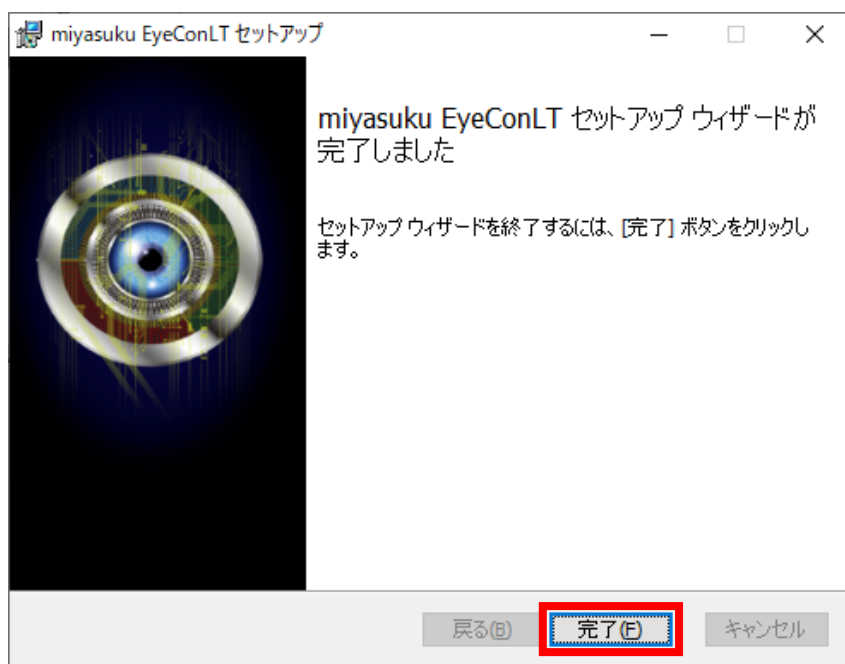 miyasuku EyeConLT セットアップ
miyasuku EyeConLT セットアップ ウィザードが
完了しました
セットアップ ウィザードを終了するには、[完了] ボタンをクリックし
ます。
戻る(B) 完了(F) キャンセル